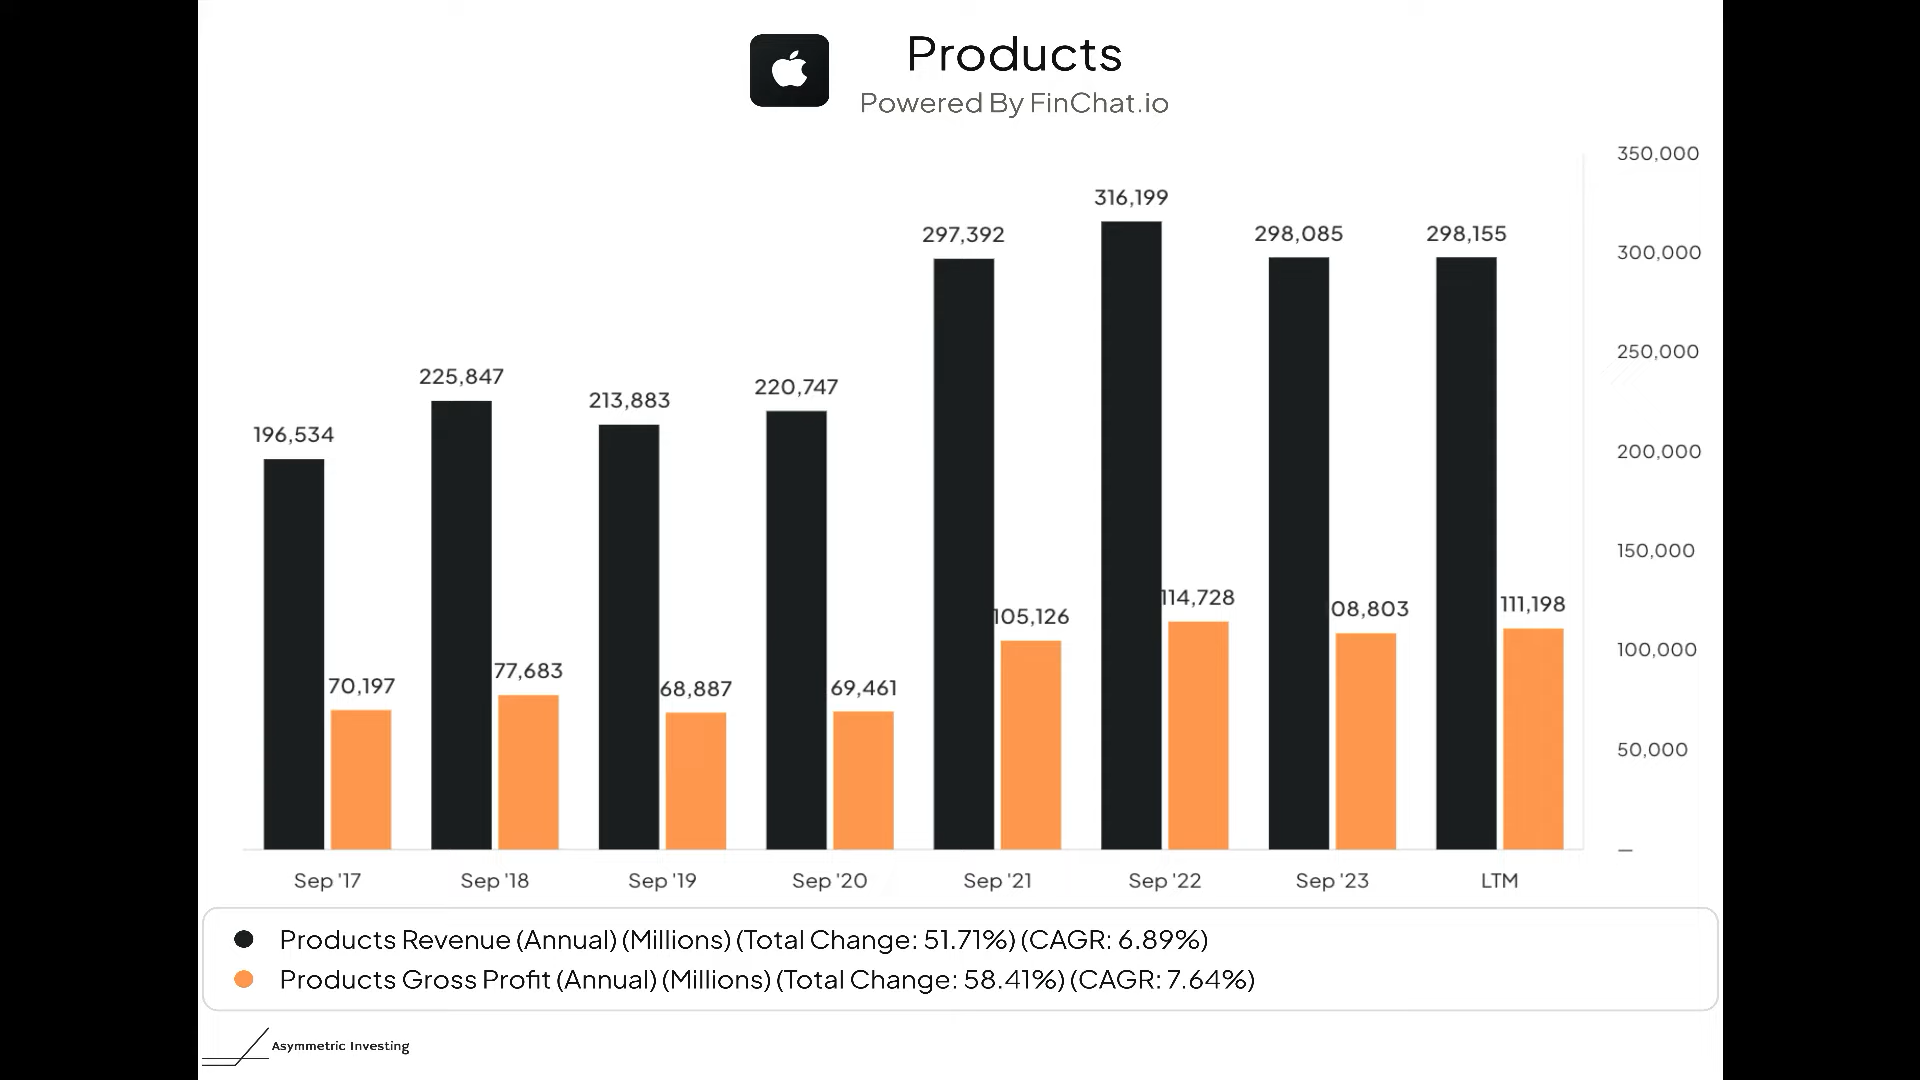 Products
Powered By FinChat.io
350,000
300,000
250,000
200,000
150,000
100,000
50,000
—
196,534
70,197
225,847
77,683
213,883
68,887
220,747
69,461
297,392
105,126
316,199
114,728
298,085
08,803
298,155
111,198
Sep '17
Sep '18
Sep '19
Sep '20
Sep '21
Sep '22
Sep '23
LTM
Products Revenue (Annual) (Millions) (Total Change: 51.71%) (CAGR: 6.89%)
Products Gross Profit (Annual) (Millions) (Total Change: 58.41%) (CAGR: 7.64%)
Asymmetric Investing